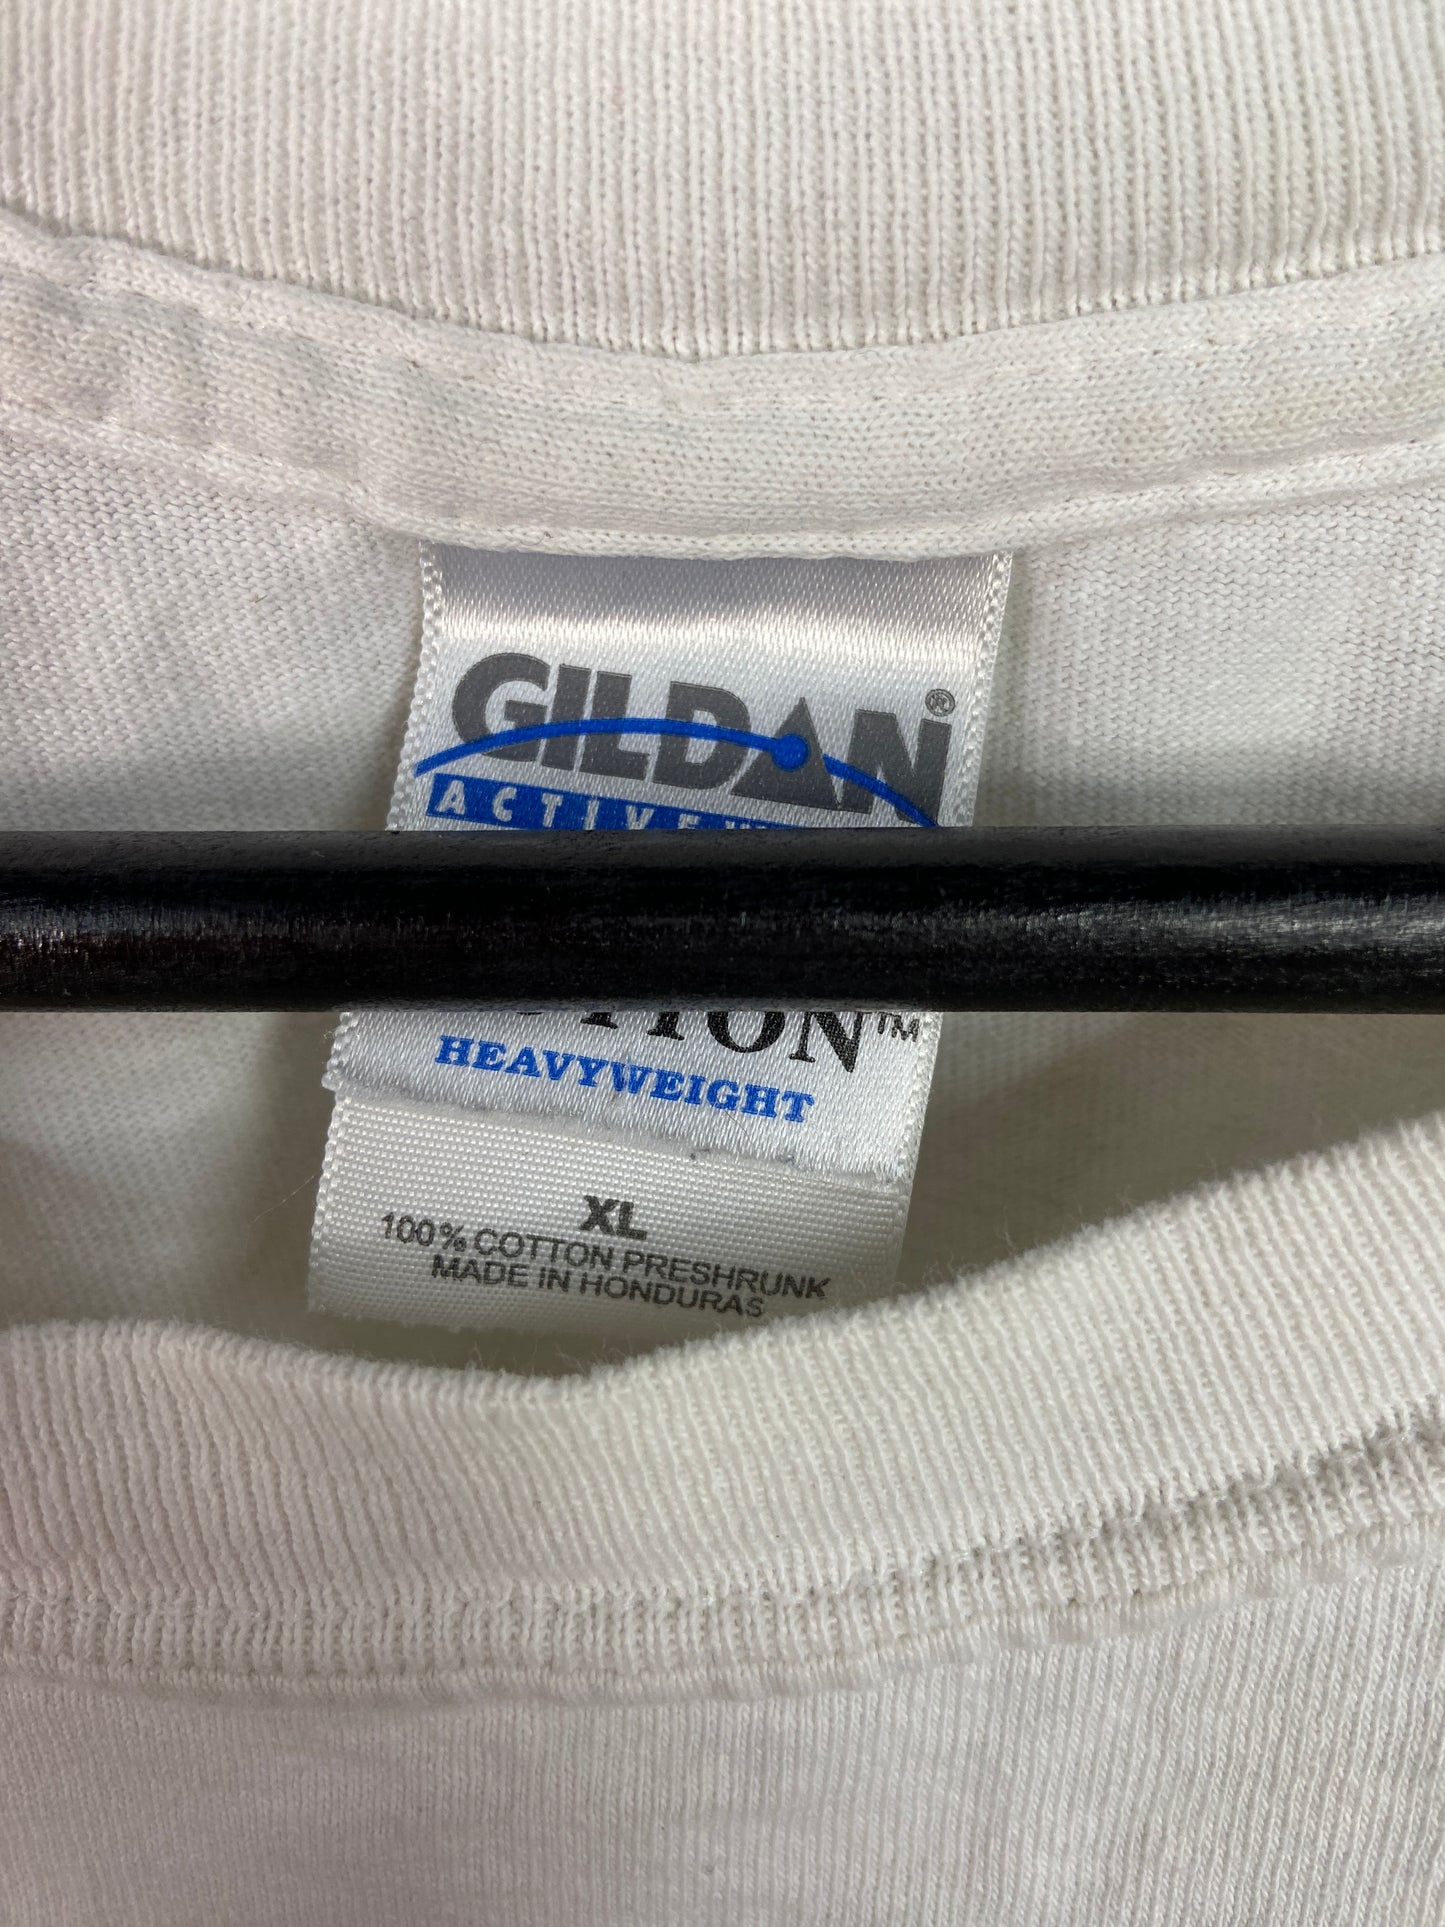 GILDAN®
HEAVYWEIGHT
XL
100% COTTON PRESHRUNK
MADE IN HONDURAS